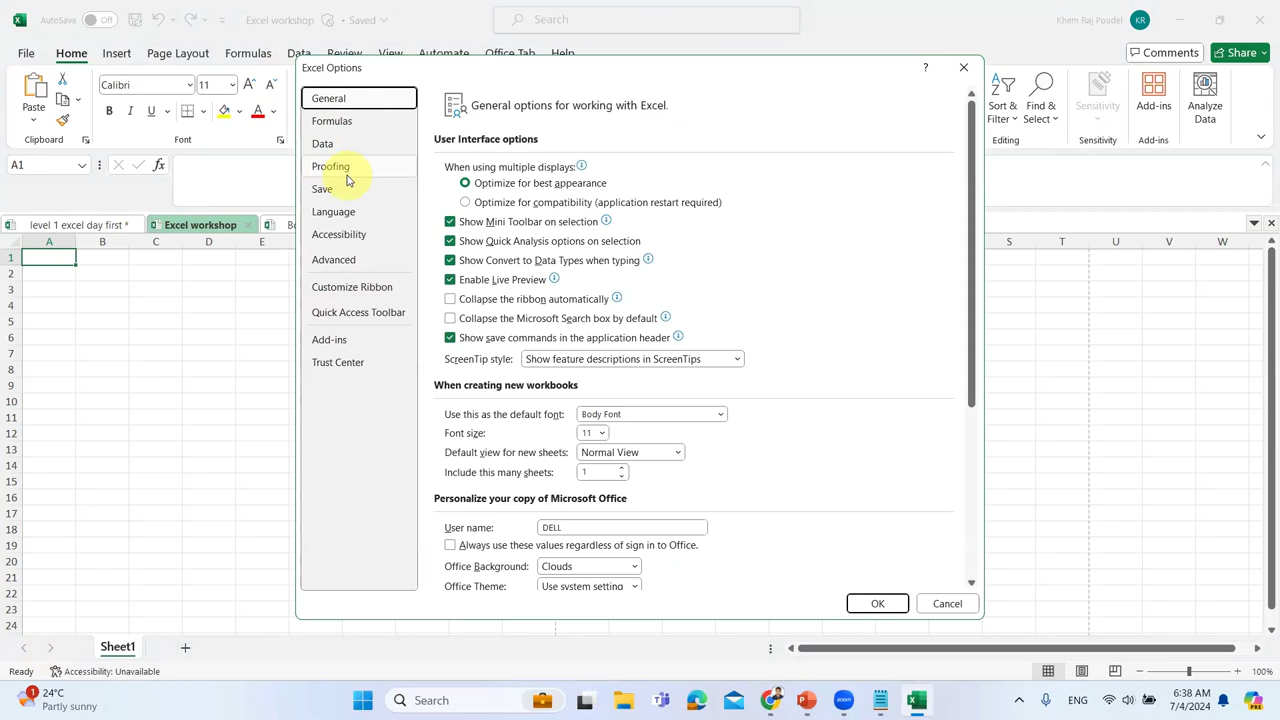 AutoSave Off Excel workshop Saved Search Khem Raj Poudel KR
File Home Insert Page Layout Formulas Data Review View Automate Office Tab Help Comments Share
Excel Options
Paste
Clipboard
Calibri 11
B I U
Font
Sort & Filter
Find & Select
Editing
Sensitivity
Sensitivity
Add-ins
Add-ins
Analyze Data
A1 fx
level 1 excel day first *
Excel workshop
A B C D E S T U V W
1
2
3
4
5
6
7
8
9
10
11
12
13
14
15
16
17
18
19
20
21
22
23
24
General
Formulas
Data
Proofing
Save
Language
Accessibility
Advanced
Customize Ribbon
Quick Access Toolbar
Add-ins
Trust Center
General options for working with Excel.
User Interface options
When using multiple displays:
Optimize for best appearance
Optimize for compatibility (application restart required)
Show Mini Toolbar on selection
Show Quick Analysis options on selection
Show Convert to Data Types when typing
Enable Live Preview
Collapse the ribbon automatically
Collapse the Microsoft Search box by default
Show save commands in the application header
ScreenTip style: Show feature descriptions in ScreenTips
When creating new workbooks
Use this as the default font: Body Font
Font size: 11
Default view for new sheets: Normal View
Include this many sheets: 1
Personalize your copy of Microsoft Office
User name: DELL
Always use these values regardless of sign in to Office.
Office Background: Clouds
Office Theme: Use system setting
OK Cancel
Sheet1
Ready Accessibility: Unavailable 100%
24°C
Partly sunny
1
Search
zoom
ENG
6:38 AM
7/4/2024
PRE